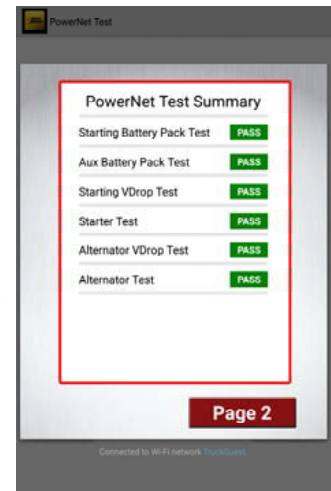 PowerNet Test
PowerNet Test Summary
Starting Battery Pack Test PASS
Aux Battery Pack Test PASS
Starting VDrop Test PASS
Starter Test PASS
Alternator VDrop Test PASS
Alternator Test PASS
Page 2
Connected to Wi-Fi network TruckGuest.